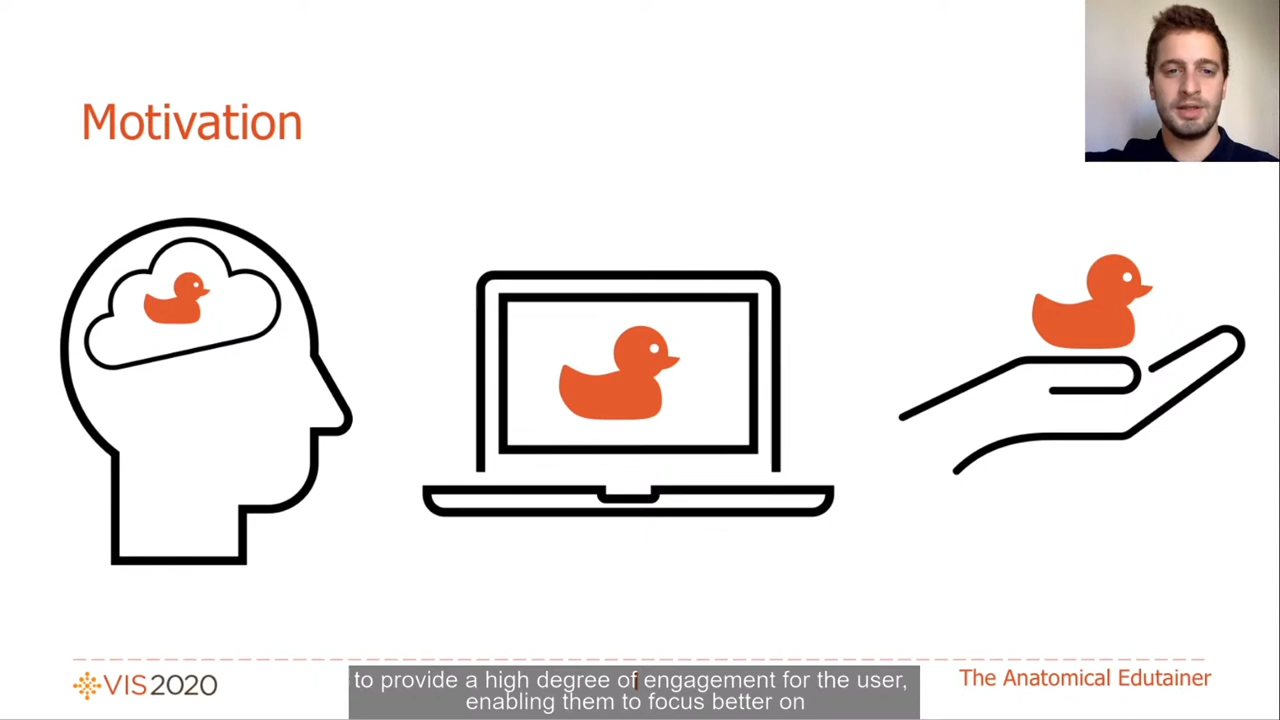 Motivation
VIS2020
to provide a high degree of engagement for the user,
enabling them to focus better on
The Anatomical Edutainer